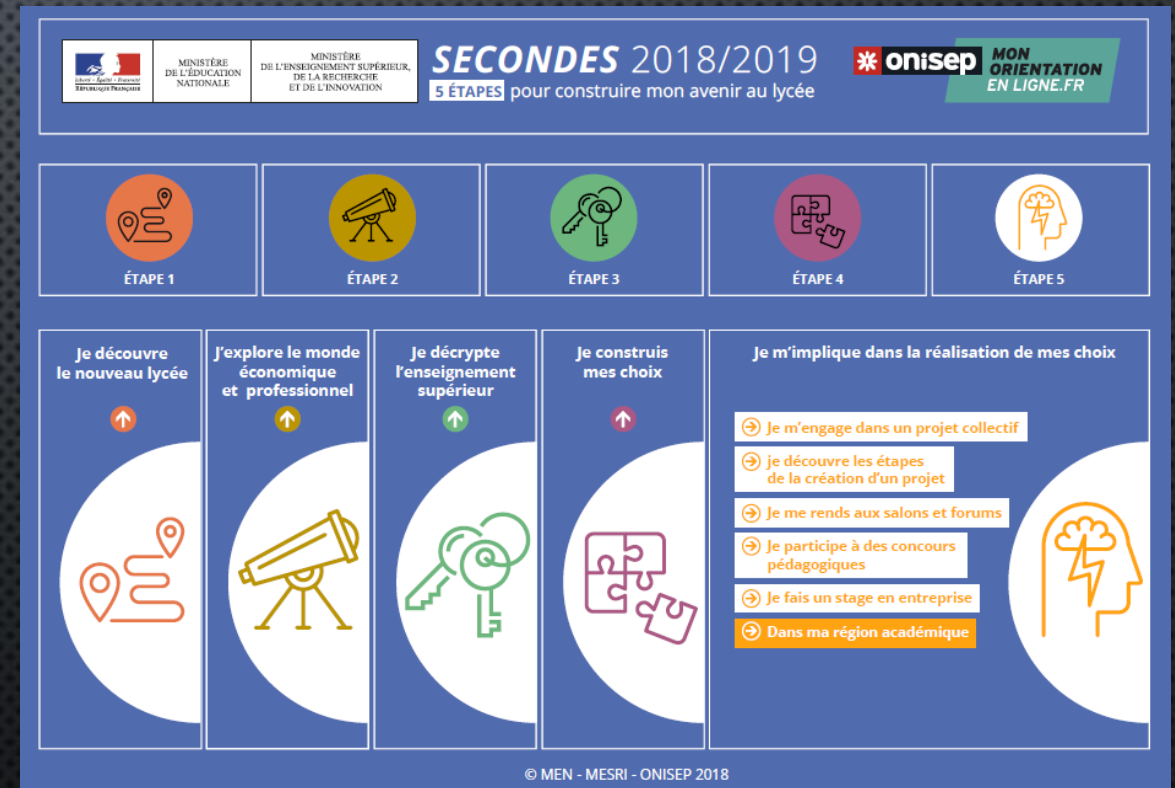 Liberté • Égalité • Fraternité
RÉPUBLIQUE FRANÇAISE
MINISTÈRE
DE L'ÉDUCATION
NATIONALE
MINISTÈRE
DE L'ENSEIGNEMENT SUPÉRIEUR,
DE LA RECHERCHE
ET DE L'INNOVATION
SECONDES 2018/2019
5 ÉTAPES pour construire mon avenir au lycée
onisep
MON
ORIENTATION
EN LIGNE.FR
ÉTAPE 1
ÉTAPE 2
ÉTAPE 3
ÉTAPE 4
ÉTAPE 5
Je découvre
le nouveau lycée
J'explore le monde
économique
et professionnel
Je décrypte
l'enseignement
supérieur
Je construis
mes choix
Je m'implique dans la réalisation de mes choix
Je m'engage dans un projet collectif
je découvre les étapes
de la création d'un projet
Je me rends aux salons et forums
Je participe à des concours
pédagogiques
Je fais un stage en entreprise
Dans ma région académique
© MEN - MESRI - ONISEP 2018